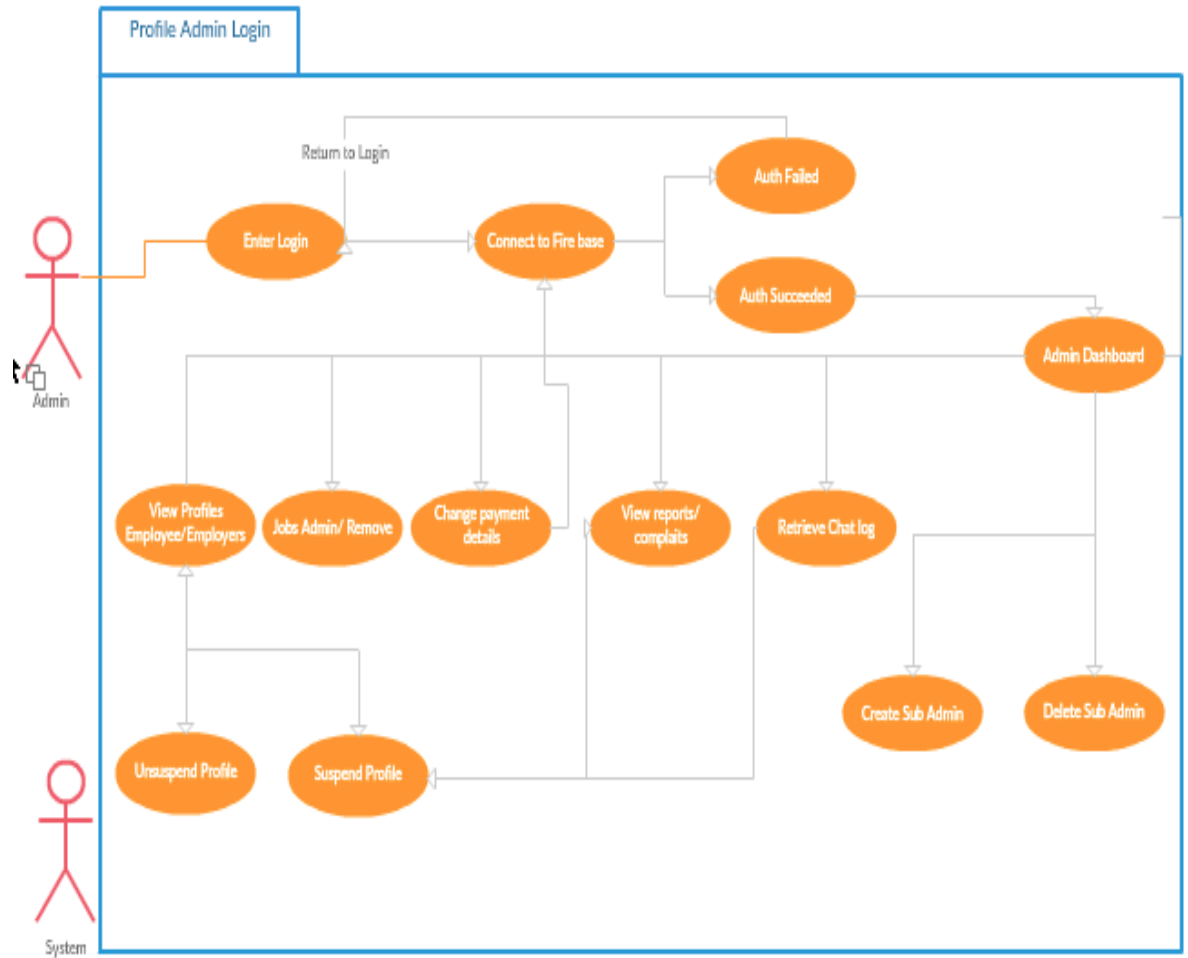 Profile Admin Login
Return to Login
Auth Failed
Enter Login
Connect to Fire base
Auth Succeeded
Admin Dashboard
Admin
View Profiles
Employee/Employers
Jobs Admin/ Remove
Change payment
details
View reports/
complaits
Retrieve Chat log
Create Sub Admin
Delete Sub Admin
Unsuspend Profile
Suspend Profile
System